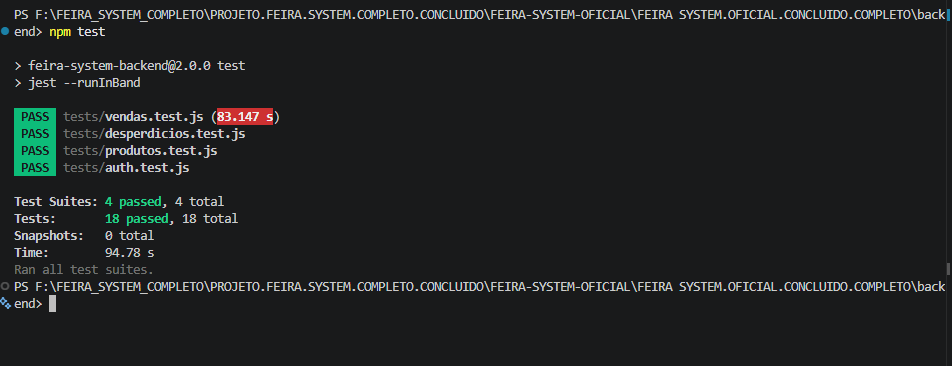 PS F:\FEIRA_SYSTEM_COMPLETO\PROJETO.FEIRA.SYSTEM.COMPLETO.CONCLUIDO\FEIRA-SYSTEM-OFICIAL\FEIRA SYSTEM.OFICIAL.CONCLUIDO.COMPLETO\back
end> npm test
> feira-system-backend@2.0.0 test
> jest --runInBand
PASS tests/vendas.test.js (83.147 s)
PASS tests/desperdicios.test.js
PASS tests/produtos.test.js
PASS tests/auth.test.js
Test Suites: 4 passed, 4 total
Tests: 18 passed, 18 total
Snapshots: 0 total
Time: 94.78 s
Ran all test suites.
PS F:\FEIRA_SYSTEM_COMPLETO\PROJETO.FEIRA.SYSTEM.COMPLETO.CONCLUIDO\FEIRA-SYSTEM-OFICIAL\FEIRA SYSTEM.OFICIAL.CONCLUIDO.COMPLETO\back
end>